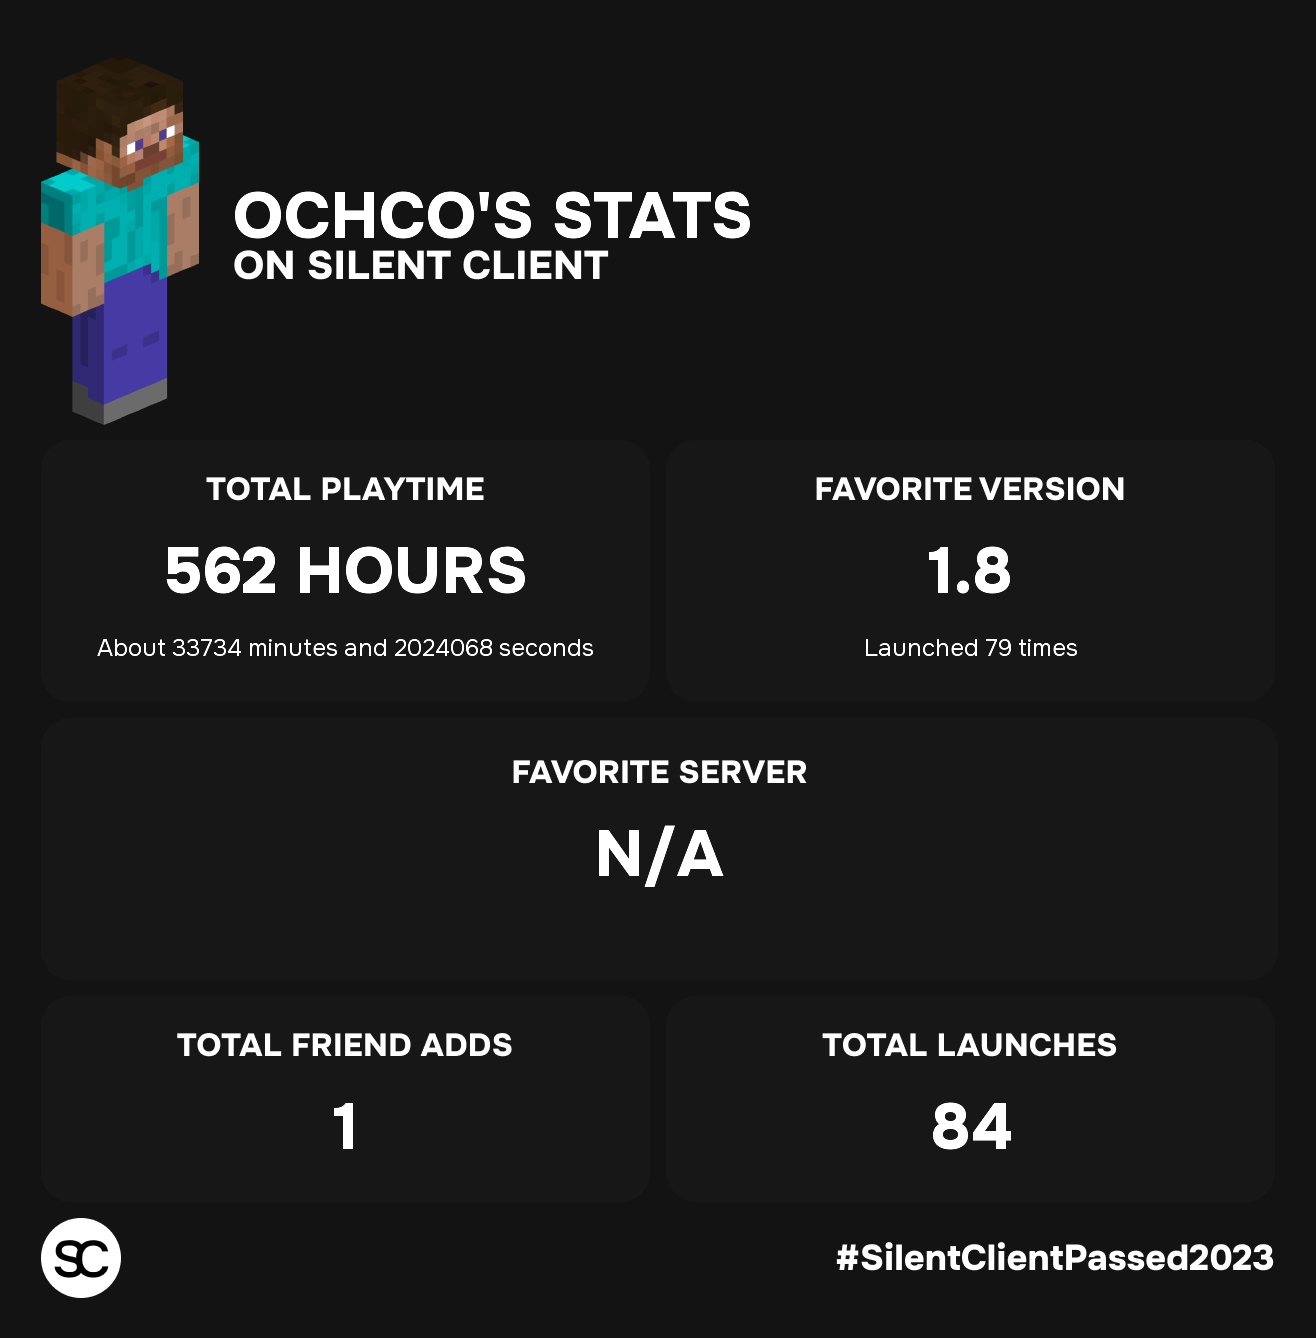 OCHCO'S STATS
ON SILENT CLIENT
TOTAL PLAYTIME
562 HOURS
About 33734 minutes and 2024068 seconds
FAVORITE VERSION
1.8
Launched 79 times
FAVORITE SERVER
N/A
TOTAL FRIEND ADDS
1
TOTAL LAUNCHES
84
SC
#SilentClientPassed2023